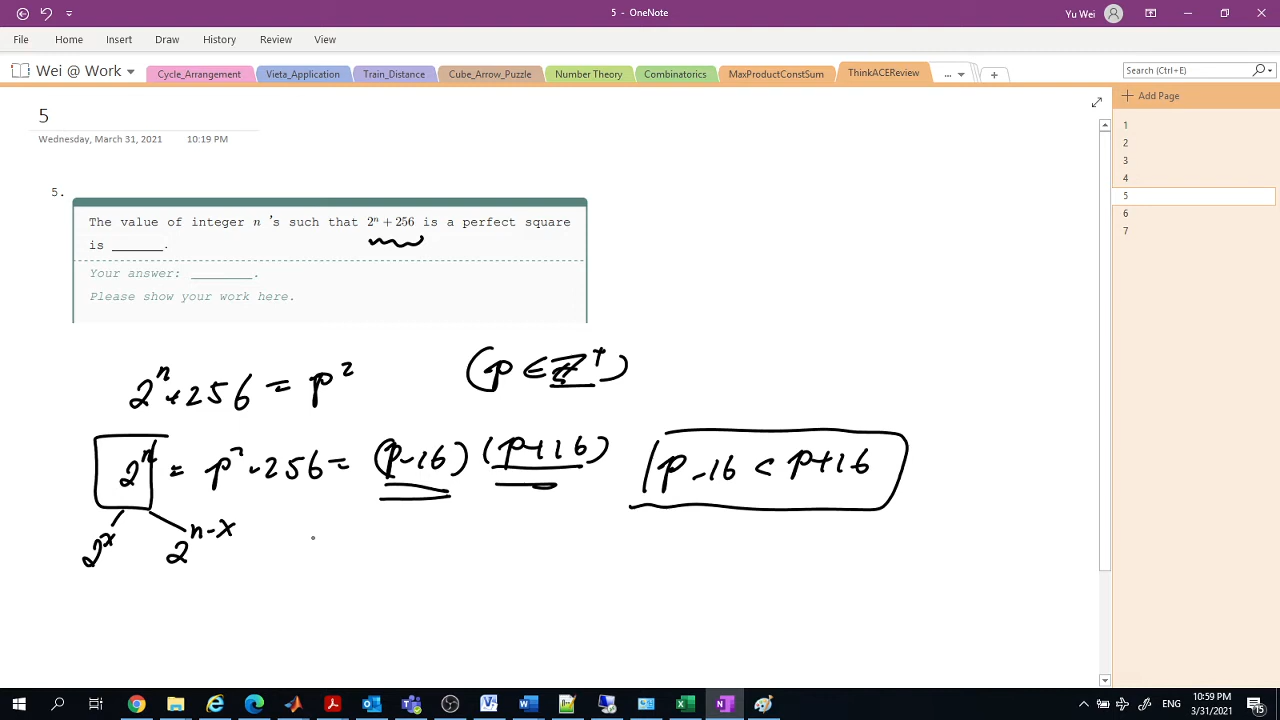 5 - OneNote
Yu Wei
File Home Insert Draw History Review View
Wei @ Work Cycle_Arrangement Vieta_Application Train_Distance Cube_Arrow_Puzzle Number Theory Combinatorics MaxProductConstSum ThinkACEReview ... + Search (Ctrl+E)
+ Add Page
5
Wednesday, March 31, 2021 10:19 PM
1
2
3
4
5
6
7
5.
The value of integer n 's such that 2ⁿ + 256 is a perfect square
is ______.
Your answer: ________.
Please show your work here.
2ⁿ + 256 = p² (p ∈ ℤ⁺)
2ⁿ = p² - 256 = (p-16) (p+16) p-16 < p+16
2ˣ 2ⁿ⁻ˣ
10:59 PM
ENG
3/31/2021